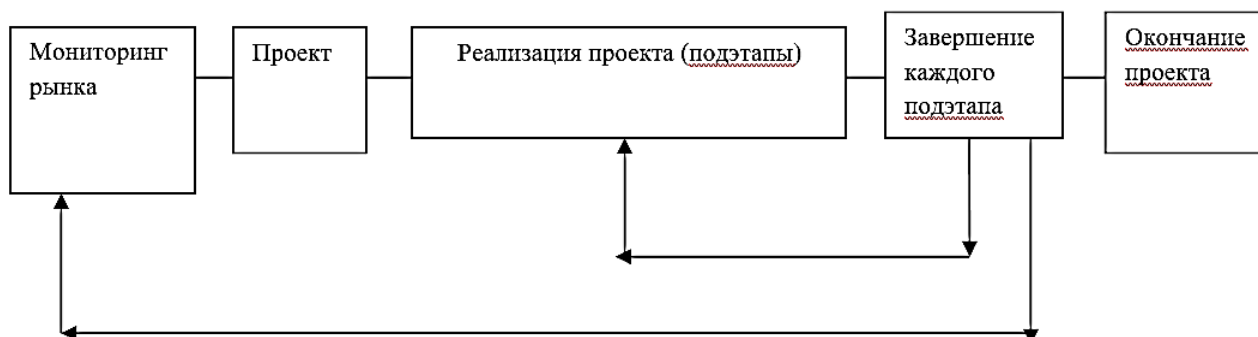 Мониторинг
рынка
Проект
Реализация проекта (подэтапы)
Завершение
каждого
подэтапа
Окончание
проекта